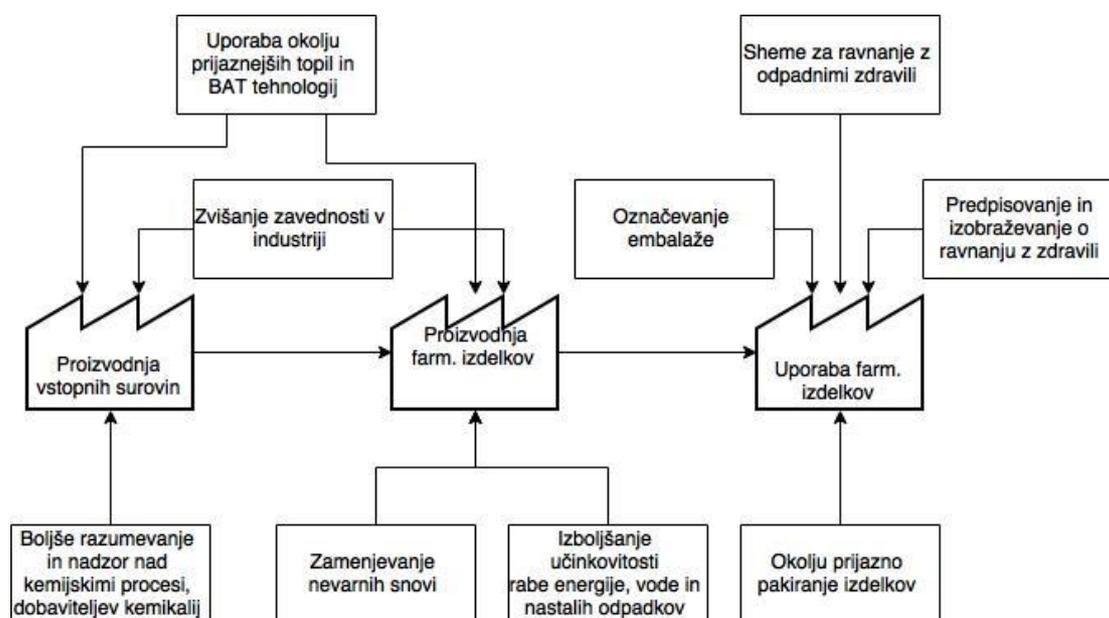 Uporaba okolju
prijaznejših topil in
BAT tehnologij
Sheme za ravnanje z
odpadnimi zdravili
Zvišanje zavednosti v
industriji
Označevanje
embalaže
Predpisovanje in
izobraževanje o
ravnanju z zdravili
Proizvodnja
vstopnih surovin
Proizvodnja
farm. izdelkov
Uporaba farm.
izdelkov
Boljše razumevanje
in nadzor nad
kemijskimi procesi,
dobaviteljev kemikalij
Zamenjevanje
nevarnih snovi
Izboljšanje
učinkovitosti
rabe energije, vode in
nastalih odpadkov
Okolju prijazno
pakiranje izdelkov